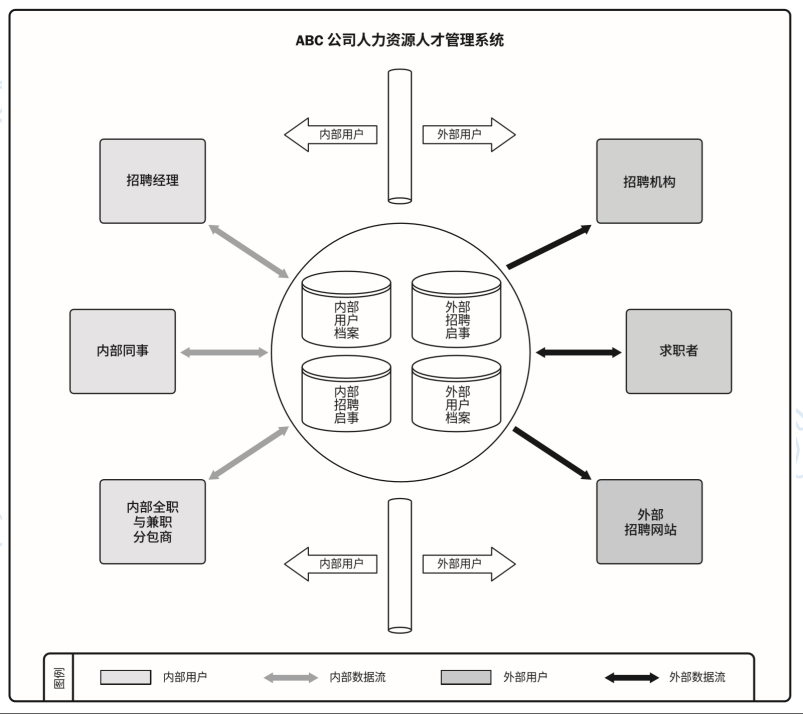 ABC 公司人力资源人才管理系统
内部用户
外部用户
招聘经理
招聘机构
内部
用户
档案
外部
招聘
启事
内部同事
求职者
内部
招聘
启事
外部
用户
档案
内部全职
与兼职
分包商
外部
招聘网站
内部用户
外部用户
图例
内部用户
内部数据流
外部用户
外部数据流